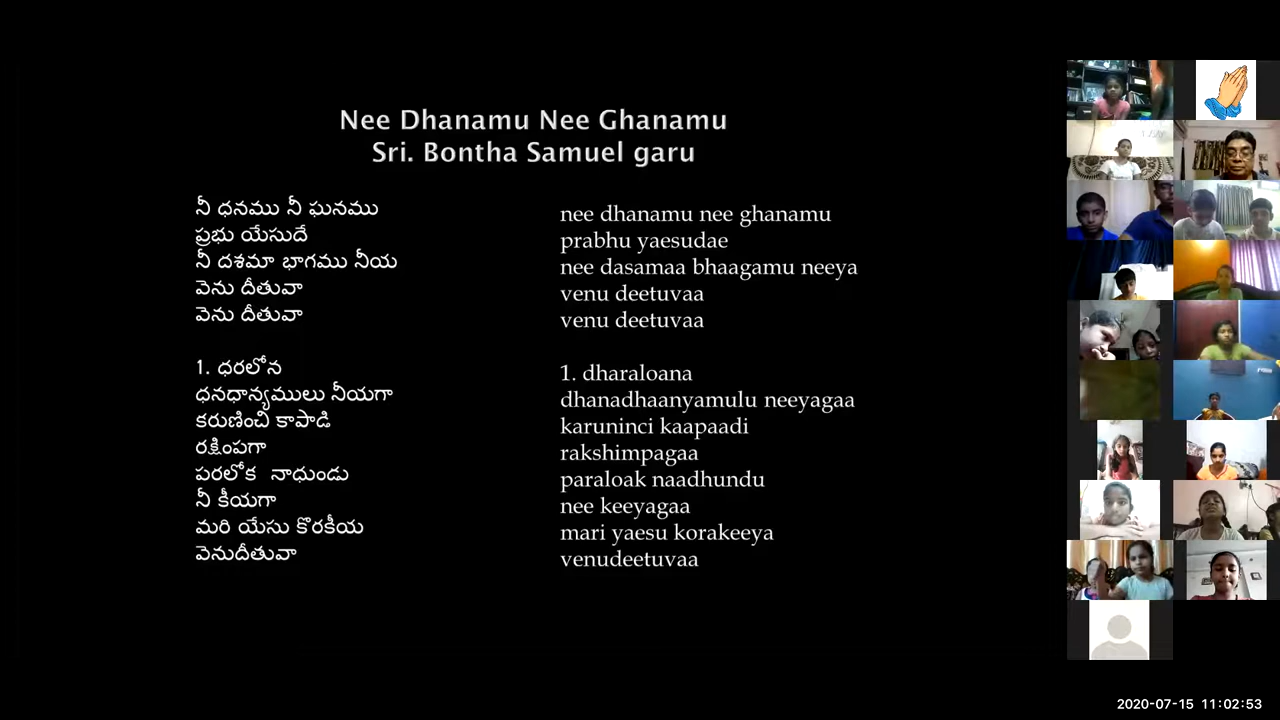 Nee Dhanamu Nee Ghanamu
Sri. Bontha Samuel garu
నీ ధనము నీ ఘనము
ప్రభు యేసుదే
నీ దశమా భాగము నీయ
వెను దీతువా
వెను దీతువా
1. ధరలోన
ధనధాన్యములు నీయగా
కరుణించి కాపాడి
రక్షింపగా
పరలోక నాధుండు
నీ కీయగా
మరి యేసు కొరకీయ
వెనుదీతువా
nee dhanamu nee ghanamu
prabhu yaesudae
nee dasamaa bhaagamu neeya
venu deetuvaa
venu deetuvaa
1. dharaloana
dhanadhaanyamulu neeyagaa
karuninci kaapaadi
rakshimpagaa
paraloak naadhundu
nee keeyagaa
mari yaesu korakeeya
venudeetuvaa
2020-07-15 11:02:53